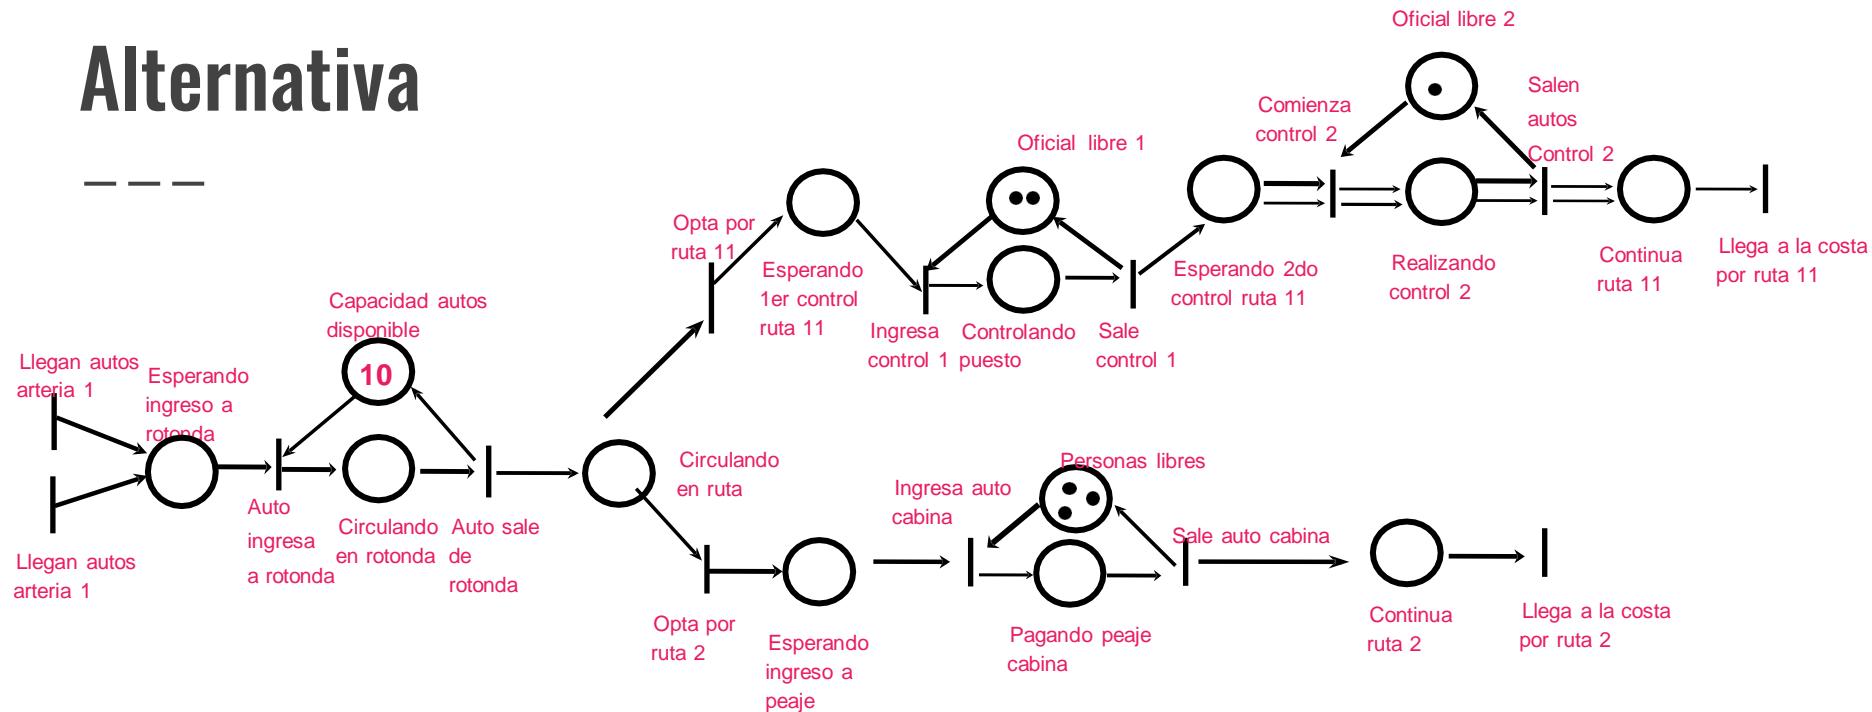 Alternativa
Oficial libre 2
Salen
autos
Control 2
Comienza
control 2
Oficial libre 1
Opta por
ruta 11
Esperando
1er control
ruta 11
Ingresa
control 1
Controlando
puesto
Sale
control 1
Esperando 2do
control ruta 11
Realizando
control 2
Continua
ruta 11
Llega a la costa
por ruta 11
Capacidad autos
disponible
10
Llegan autos
arteria 1
Esperando
ingreso a
rotonda
Llegan autos
arteria 1
Auto
ingresa
a rotonda
Circulando
en rotonda
Auto sale
de
rotonda
Circulando
en ruta
Opta por
ruta 2
Esperando
ingreso a
peaje
Ingresa auto
cabina
Personas libres
Pagando peaje
cabina
Sale auto cabina
Continua
ruta 2
Llega a la costa
por ruta 2